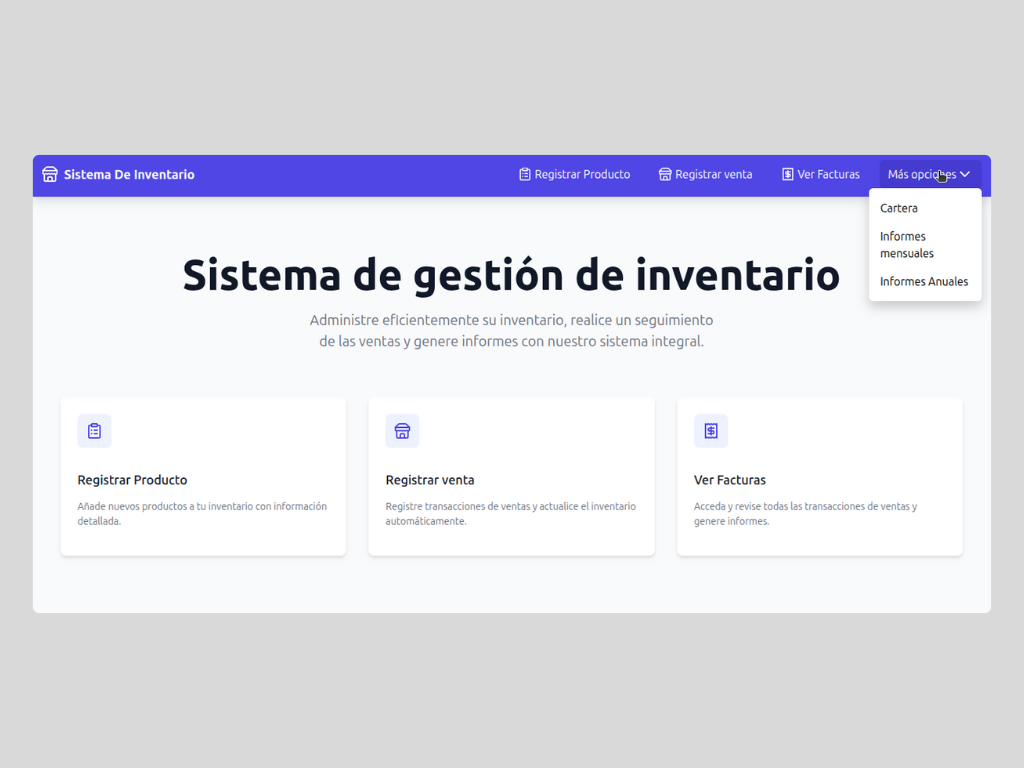 Sistema De Inventario
Registrar Producto
Registrar venta
Ver Facturas
Más opciones
Cartera
Informes
mensuales
Informes Anuales
Sistema de gestión de inventario
Administre eficientemente su inventario, realice un seguimiento
de las ventas y genere informes con nuestro sistema integral.
Registrar Producto
Añade nuevos productos a tu inventario con información
detallada.
Registrar venta
Registre transacciones de ventas y actualice el inventario
automáticamente.
Ver Facturas
Acceda y revise todas las transacciones de ventas y
genere informes.